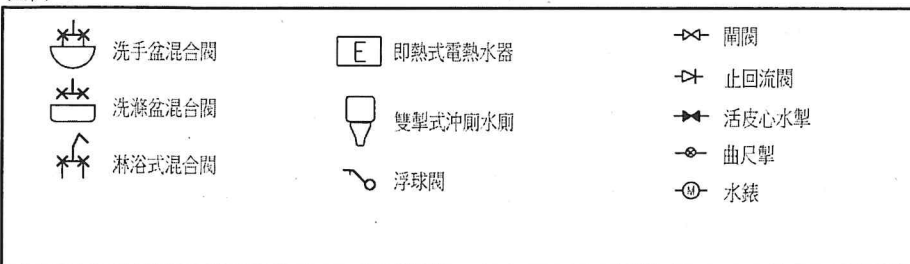 洗手盆混合閥
洗滌盆混合閥
淋浴式混合閥
E 即熱式電熱水器
雙掣式沖廁水廁
浮球閥
閘閥
止回流閥
活皮心水掣
曲尺掣
M 水錶